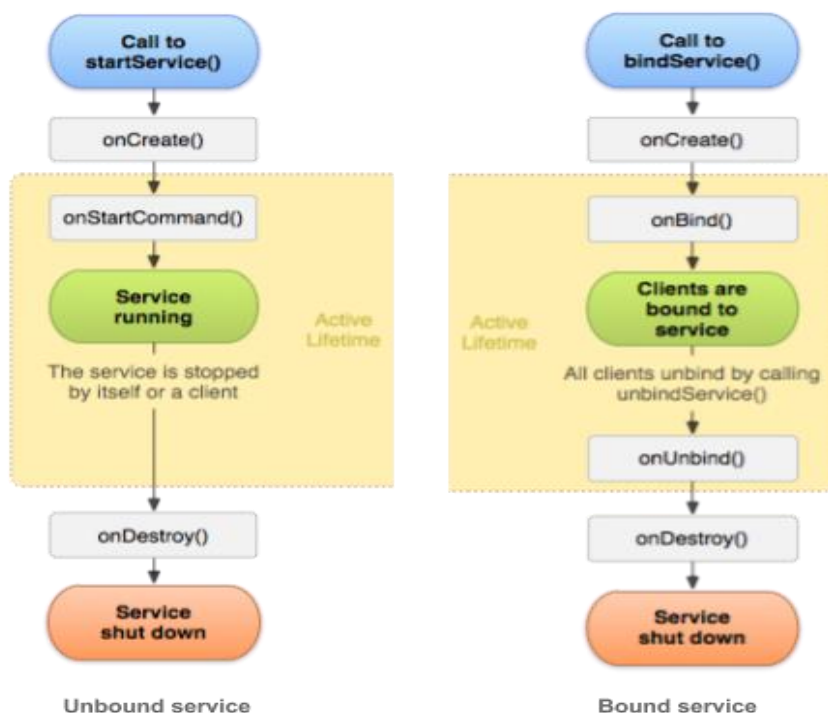 Call to
startService()
onCreate()
onStartCommand()
Service
running
Active
Lifetime
The service is stopped
by itself or a client
onDestroy()
Service
shut down
Unbound service
Call to
bindService()
onCreate()
onBind()
Clients are
bound to
service
Active
Lifetime
All clients unbind by calling
unbindService()
onUnbind()
onDestroy()
Service
shut down
Bound service